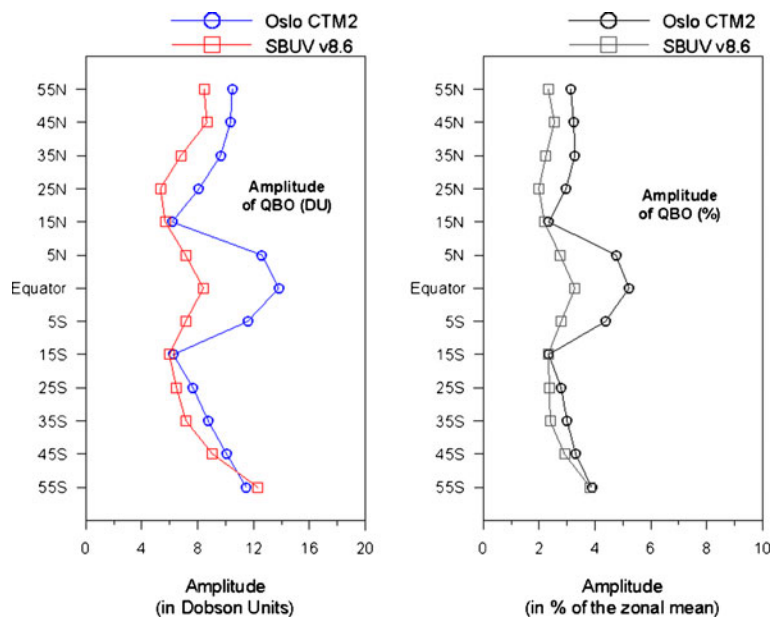 Oslo CTM2
SBUV v8.6
55N
45N
35N
25N
15N
5N
Equator
5S
15S
25S
35S
45S
55S
Amplitude
of QBO (DU)
0 4 8 12 16 20
Amplitude
(in Dobson Units)
Oslo CTM2
SBUV v8.6
55N
45N
35N
25N
15N
5N
Equator
5S
15S
25S
35S
45S
55S
Amplitude
of QBO (%)
0 2 4 6 8 10
Amplitude
(in % of the zonal mean)